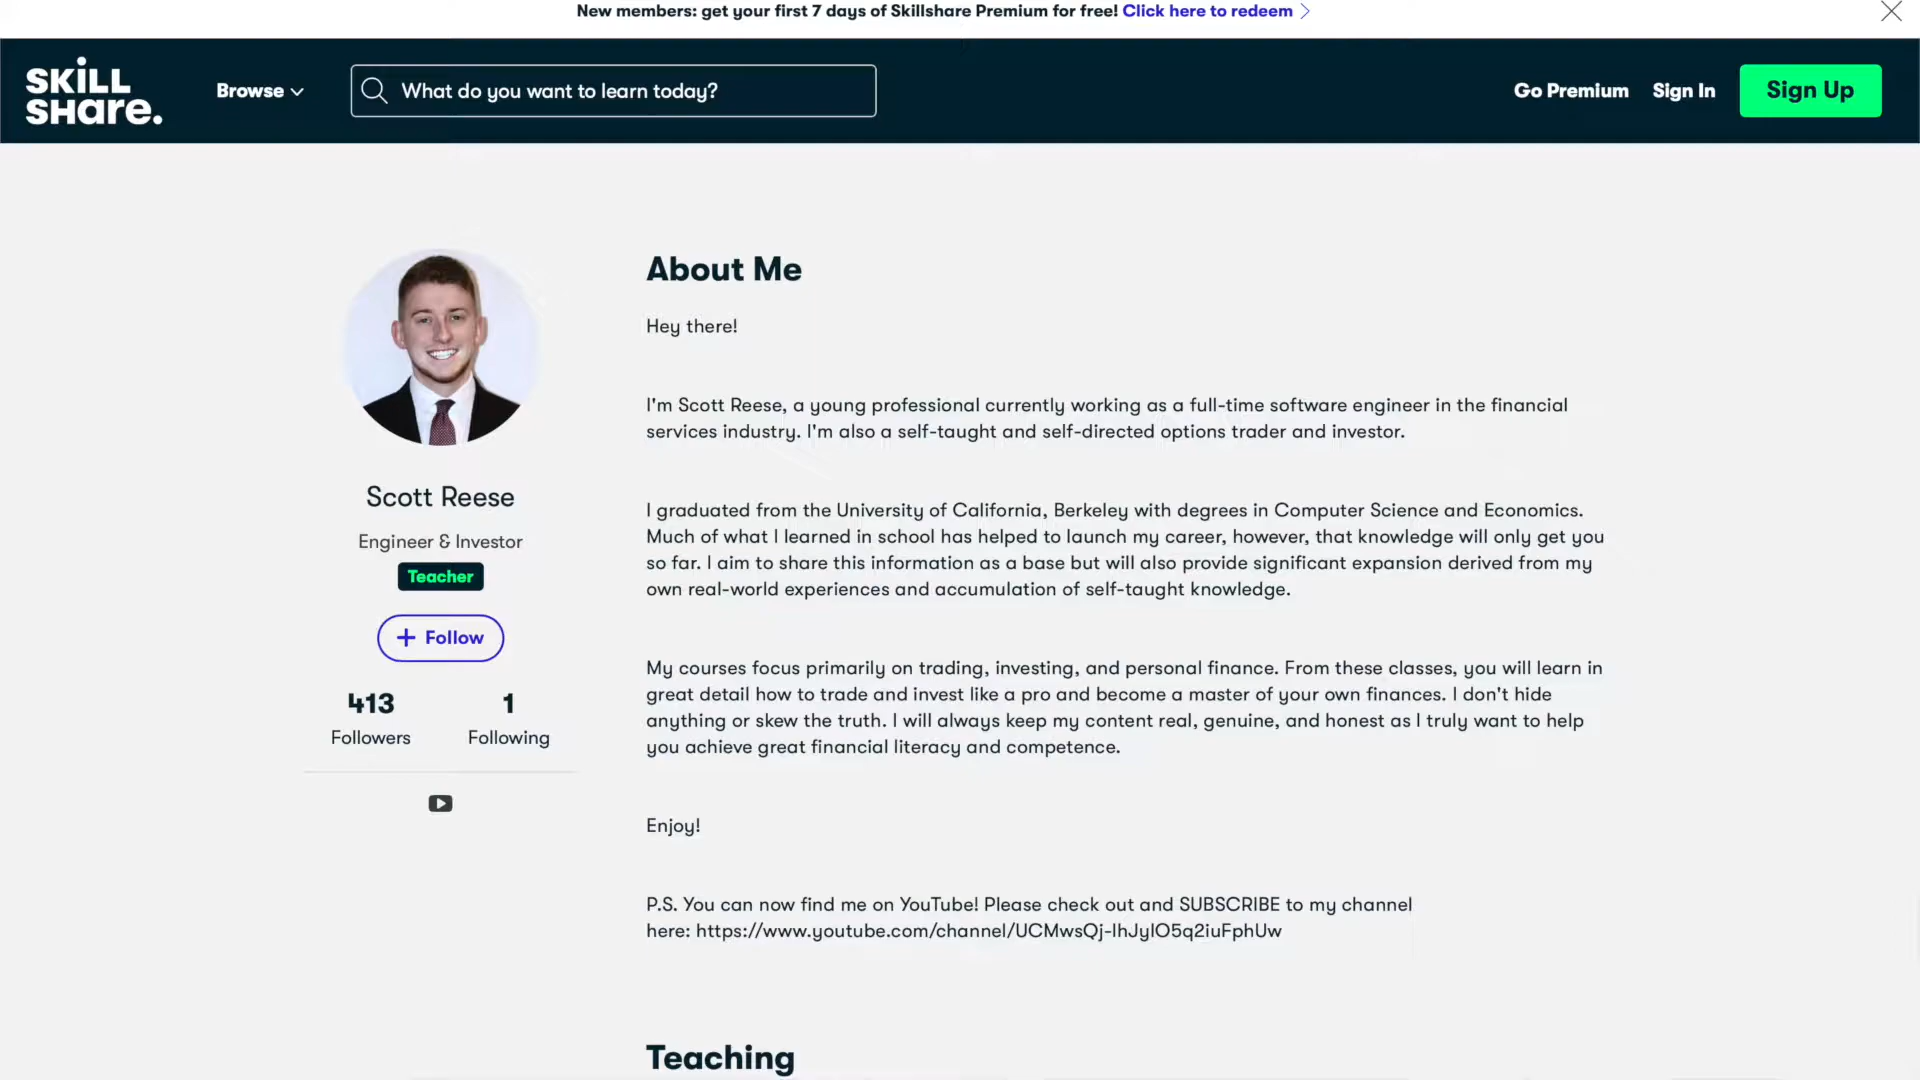 New members: get your first 7 days of Skillshare Premium for free! Click here to redeem
SKILL
SHare.
Browse
What do you want to learn today?
Go Premium
Sign In
Sign Up
Scott Reese
Engineer & Investor
Teacher
Follow
413
Followers
1
Following
About Me
Hey there!
I'm Scott Reese, a young professional currently working as a full-time software engineer in the financial
services industry. I'm also a self-taught and self-directed options trader and investor.
I graduated from the University of California, Berkeley with degrees in Computer Science and Economics.
Much of what I learned in school has helped to launch my career, however, that knowledge will only get you
so far. I aim to share this information as a base but will also provide significant expansion derived from my
own real-world experiences and accumulation of self-taught knowledge.
My courses focus primarily on trading, investing, and personal finance. From these classes, you will learn in
great detail how to trade and invest like a pro and become a master of your own finances. I don't hide
anything or skew the truth. I will always keep my content real, genuine, and honest as I truly want to help
you achieve great financial literacy and competence.
Enjoy!
P.S. You can now find me on YouTube! Please check out and SUBSCRIBE to my channel
here: https://www.youtube.com/channel/UCMwsQj-lhJylO5q2iuFphUw
Teaching